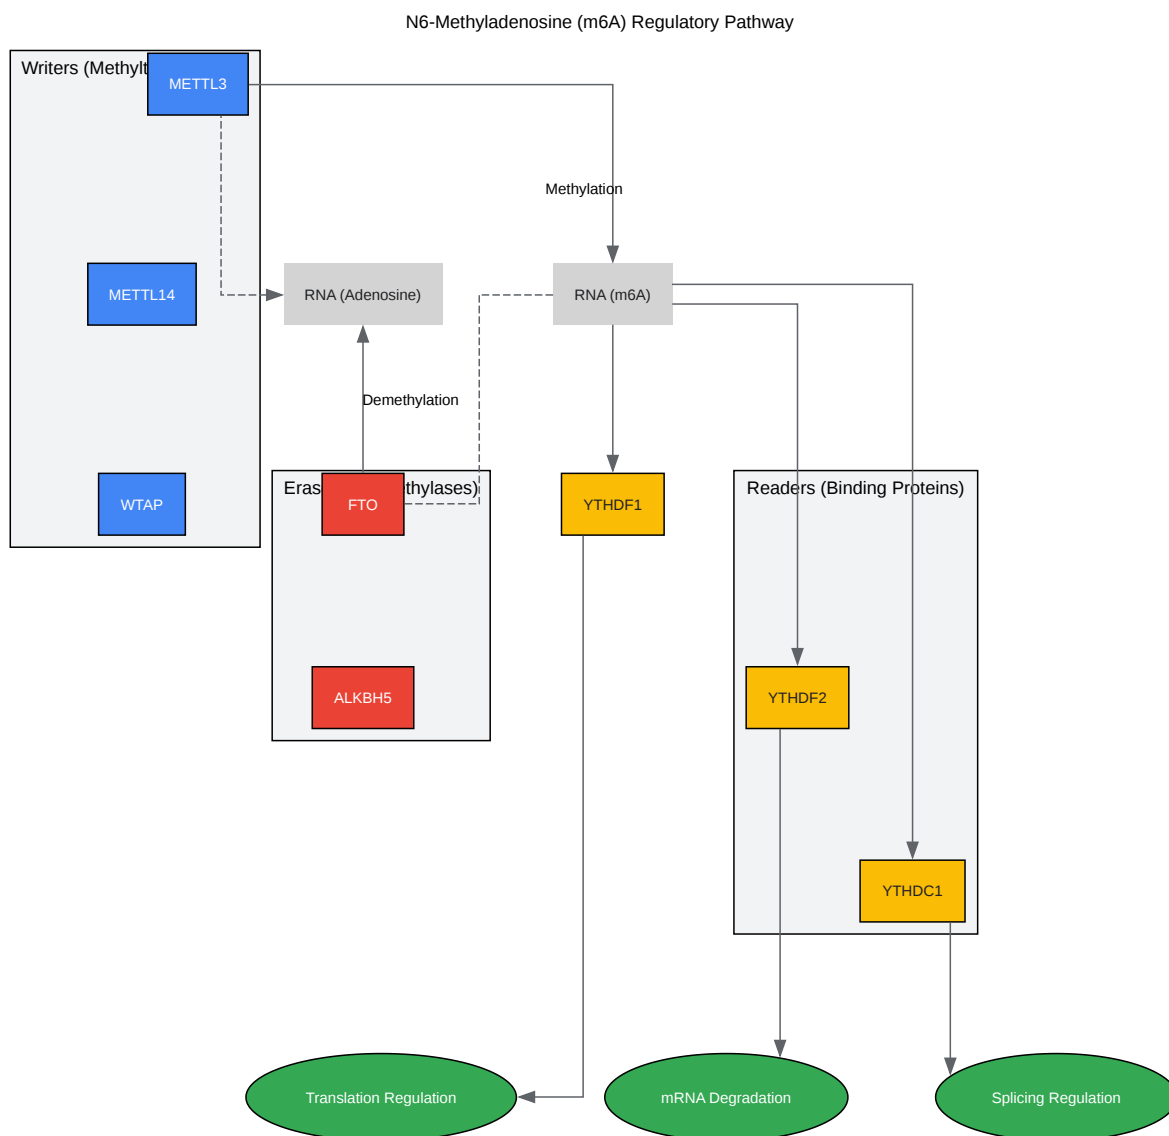 N6-Methyladenosine (m6A) Regulatory Pathway
Writers (Methylt
METTL3
Methylation
METTL14
RNA (Adenosine)
RNA (m6A)
Demethylation
Eras
thylases)
Readers (Binding Proteins)
WTAP
FTO
YTHDF1
ALKBH5
YTHDF2
YTHDC1
Translation Regulation
mRNA Degradation
Splicing Regulation